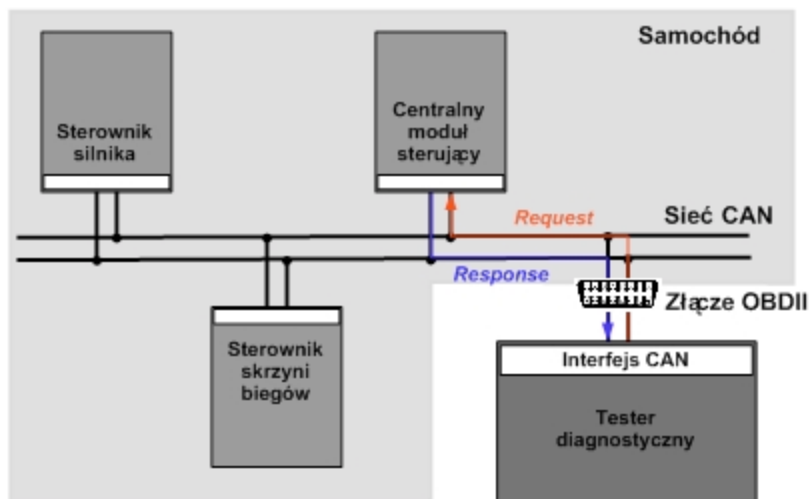 Samochód
Sterownik
silnika
Centralny
moduł
sterujący
Request
Sieć CAN
Response
Złącze OBDII
Sterownik
skrzyni
biegów
Interfejs CAN
Tester
diagnostyczny